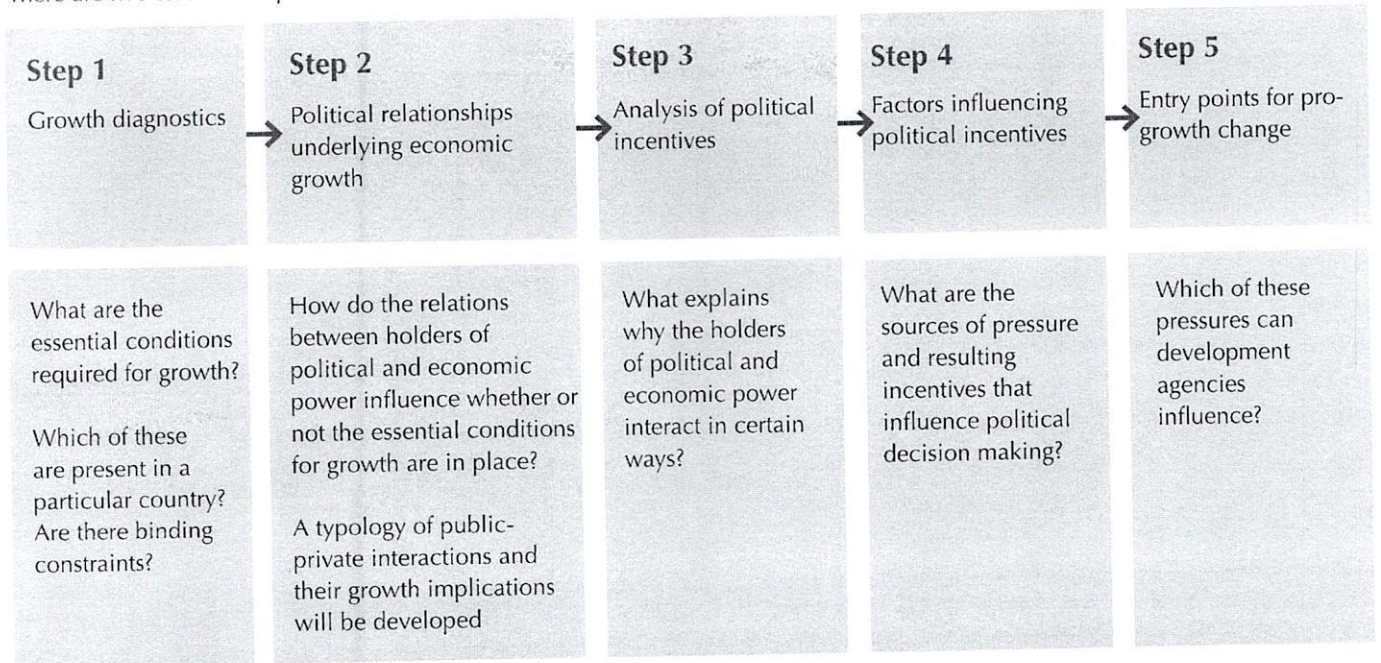 Step 1
Growth diagnostics
Step 2
Political relationships
underlying economic
growth
Step 3
Analysis of political
incentives
Step 4
Factors influencing
political incentives
Step 5
Entry points for pro-
growth change
What are the
essential conditions
required for growth?
Which of these
are present in a
particular country?
Are there binding
constraints?
How do the relations
between holders of
political and economic
power influence whether or
not the essential conditions
for growth are in place?
A typology of public-
private interactions and
their growth implications
will be developed
What explains
why the holders
of political and
economic power
interact in certain
ways?
What are the
sources of pressure
and resulting
incentives that
influence political
decision making?
Which of these
pressures can
development
agencies
influence?